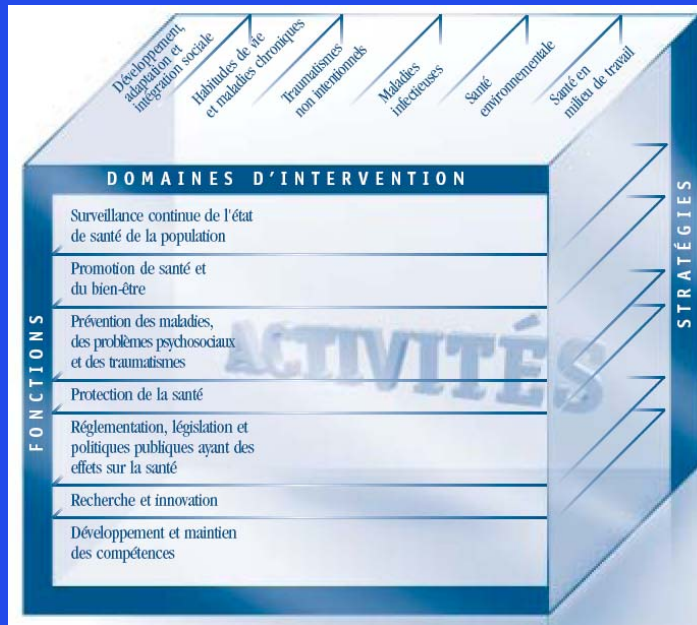 Développement,
adaptation et
intégration sociale
Habitudes de vie
et maladies chroniques
Traumatismes
non intentionnels
Maladies
infectieuses
Santé
environnementale
Santé en
milieu de travail
DOMAINES D'INTERVENTION
FONCTIONS
Surveillance continue de l'état
de santé de la population
Promotion de santé et
du bien-être
Prévention des maladies,
des problèmes psychosociaux
et des traumatismes
Protection de la santé
Réglementation, législation et
politiques publiques ayant des
effets sur la santé
Recherche et innovation
Développement et maintien
des compétences
ACTIVITÉS
STRATÉGIES